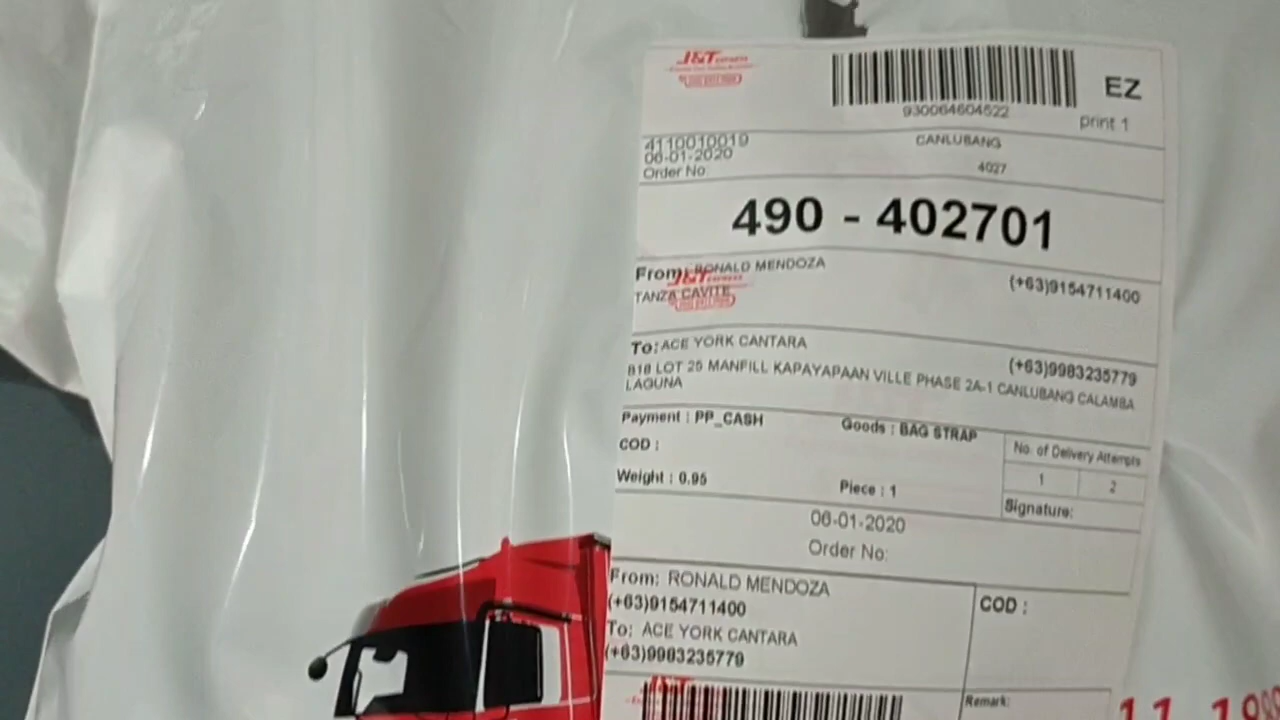 J&T EXPRESS
EZ
930064604522
print 1
4110010019
CANLUBANG
06-01-2020
4027
Order No:
490 - 402701
From: RONALD MENDOZA
(+63)9154711400
J&T EXPRESS
TANZA CAVITE
To: ACE YORK CANTARA
(+63)9983235779
B18 LOT 25 MANFILL KAPAYAPAAN VILLE PHASE 2A-1 CANLUBANG CALAMBA
LAGUNA
Payment : PP_CASH
Goods : BAG STRAP
COD :
No. of Delivery Attempts
1 2
Weight : 0.95
Piece : 1
Signature:
06-01-2020
Order No:
From: RONALD MENDOZA
(+63)9154711400
COD :
To: ACE YORK CANTARA
(+63)9983235779
J&T
Remark: